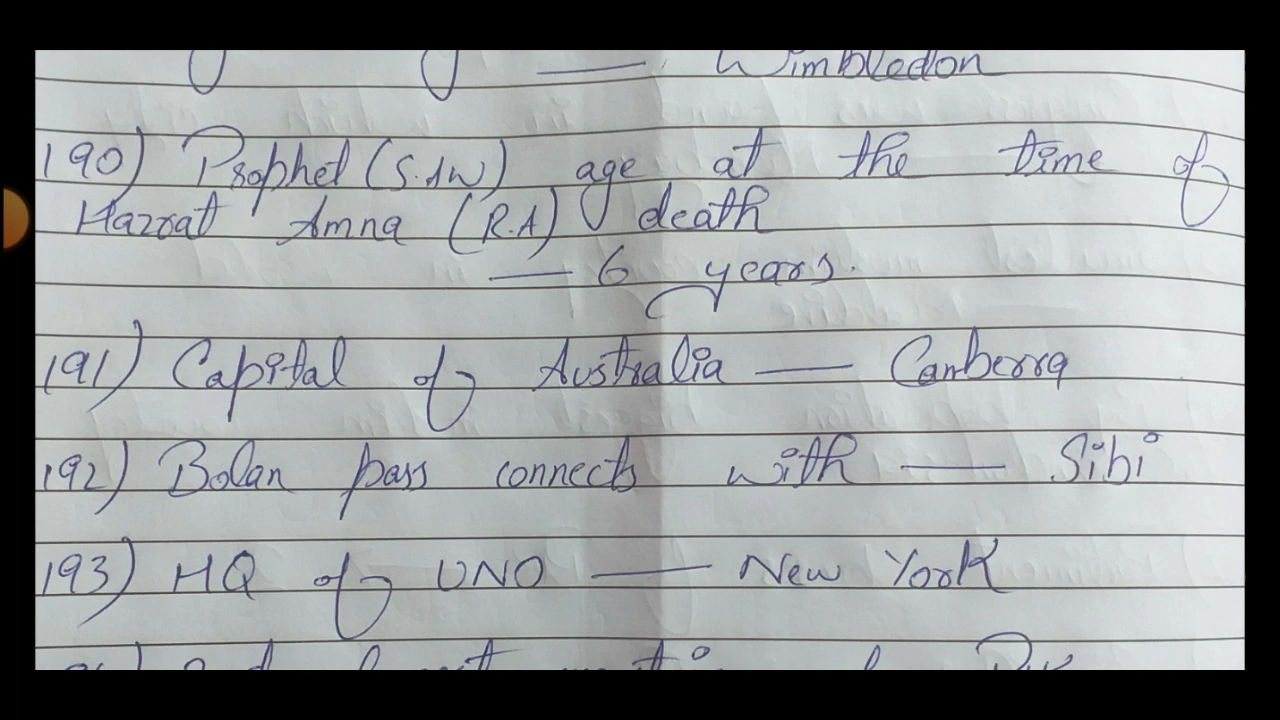 — Wimbledon
190) Prophet (S.AW) age at the time of
Hazrat Amna (R.A) death
— 6 years.
191) Capital of Australia — Canberra
192) Bolan pass connects with — Sibi
193) HQ of UNO — New York